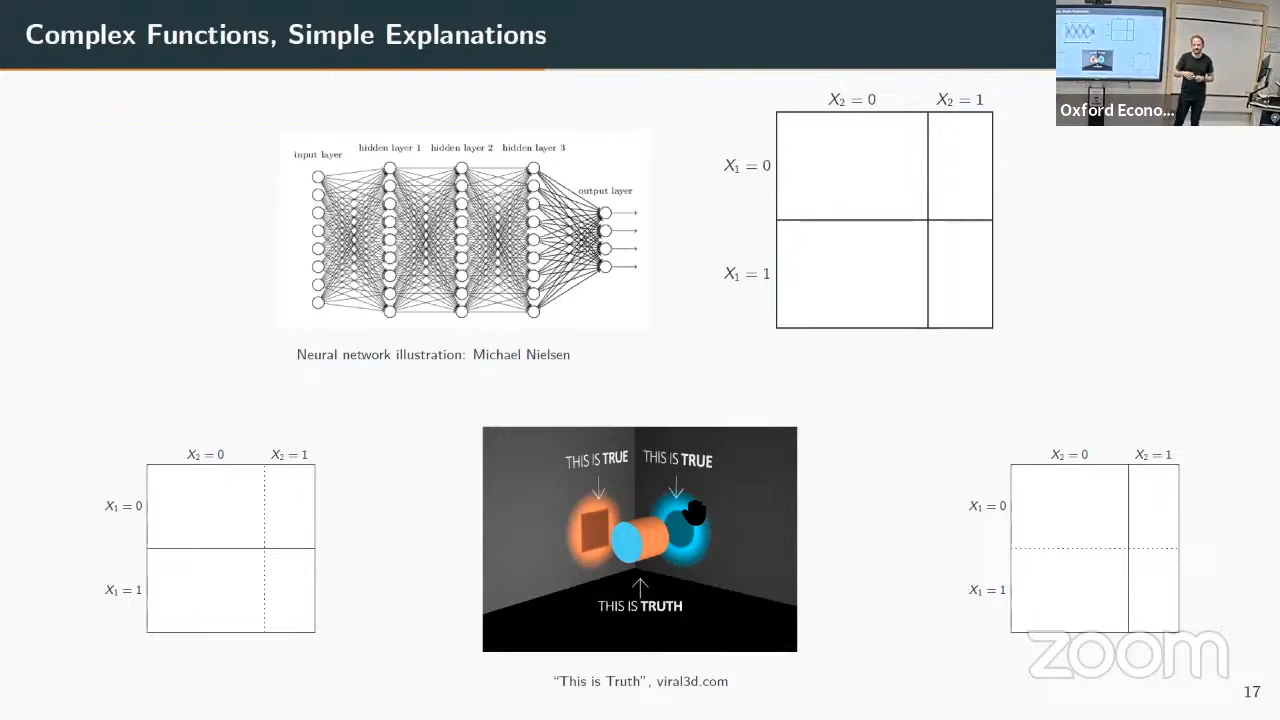 Complex Functions, Simple Explanations
Oxford Econo...
input layer
hidden layer 1 hidden layer 2 hidden layer 3
output layer
Neural network illustration: Michael Nielsen
X₂ = 0 X₂ = 1
X₁ = 0
X₁ = 1
X₂ = 0 X₂ = 1
X₁ = 0
X₁ = 1
THIS IS TRUE THIS IS TRUE
THIS IS TRUTH
"This is Truth", viral3d.com
X₂ = 0 X₂ = 1
X₁ = 0
X₁ = 1
zoom
17